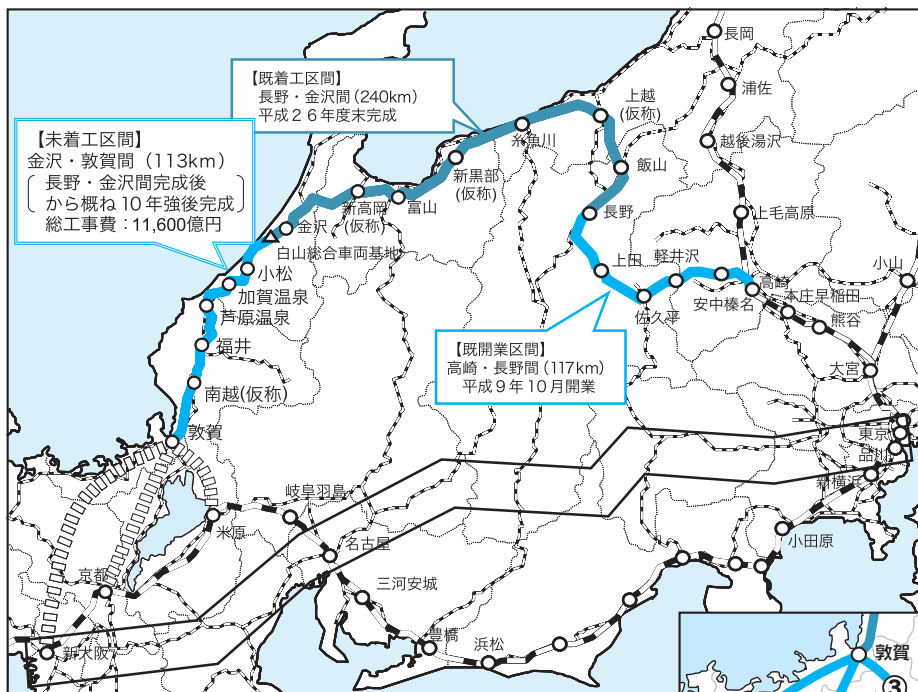 長岡
浦佐
越後湯沢
上毛高原
小山
【既着工区間】
長野・金沢間(240km)
平成26年度末完成
【未着工区間】
金沢・敦賀間(113km)
長野・金沢間完成後
から概ね10年強後完成
総工事費:11,600億円
上越
(仮称)
糸魚川
飯山
新黒部
(仮称)
長野
富山
新高岡
(仮称)
金沢
白山総合車両基地
小松
加賀温泉
芦原温泉
福井
南越(仮称)
敦賀
上田
軽井沢
佐久平
安中榛名
高崎
本庄早稲田
熊谷
大宮
【既開業区間】
高崎・長野間(117km)
平成9年10月開業
東京
品川
新横浜
小田原
岐阜羽島
米原
名古屋
京都
三河安城
豊橋
浜松
新大阪
敦賀
③